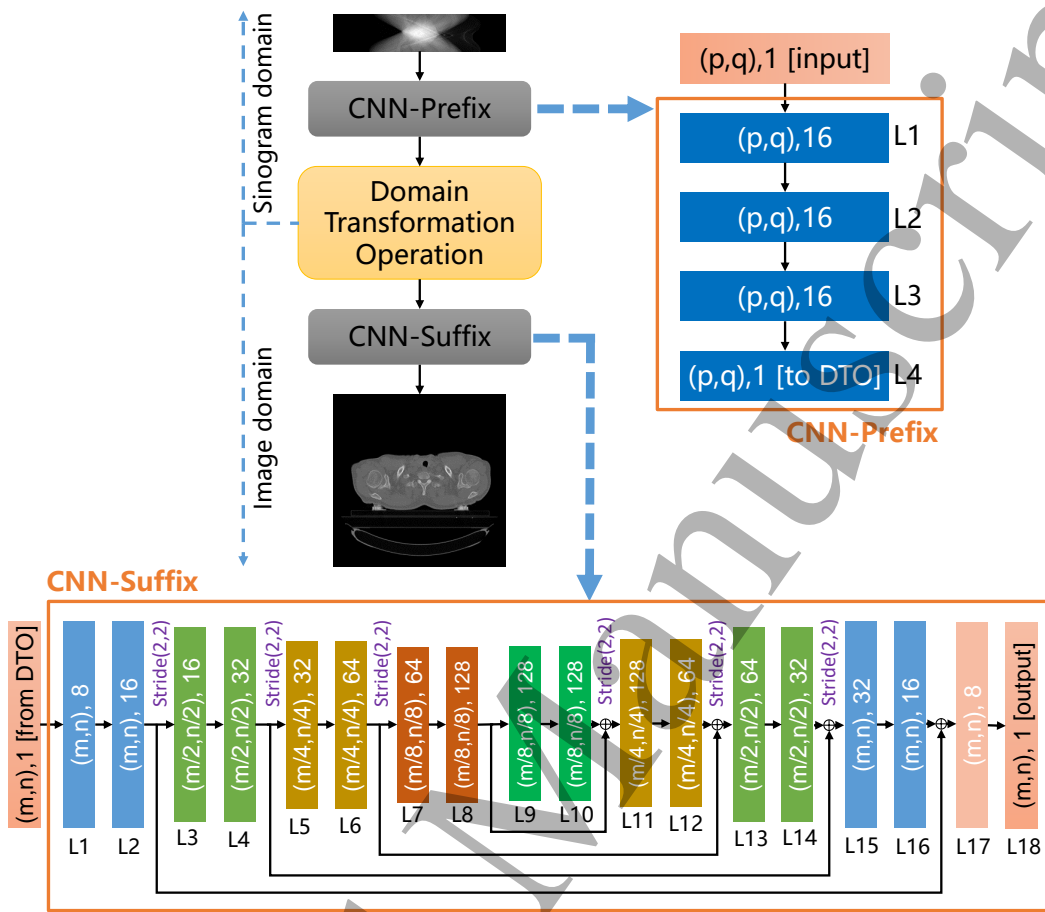 Sinogram domain
Image domain
CNN-Prefix
Domain
Transformation
Operation
CNN-Suffix
(p,q),1 [input]
(p,q),16 L1
(p,q),16 L2
(p,q),16 L3
(p,q),1 [to DTO] L4
CNN-Prefix
CNN-Suffix
(m,n),1 [from DTO]
(m,n), 8
L1
(m,n), 16
L2
Stride(2,2)
(m/2,n/2), 16
L3
(m/2,n/2), 32
L4
Stride(2,2)
(m/4,n/4), 32
L5
(m/4,n/4), 64
L6
Stride(2,2)
(m/8,n/8), 64
L7
(m/8,n/8), 128
L8
(m/8,n/8), 128
L9
(m/8,n/8), 128
L10
Stride(2,2)
(m/4,n/4), 128
L11
(m/4,n/4), 64
L12
Stride(2,2)
(m/2,n/2), 64
L13
(m/2,n/2), 32
L14
Stride(2,2)
(m,n), 32
L15
(m,n), 16
L16
(m,n), 8
L17
(m,n), 1 [output]
L18
Manuscrip